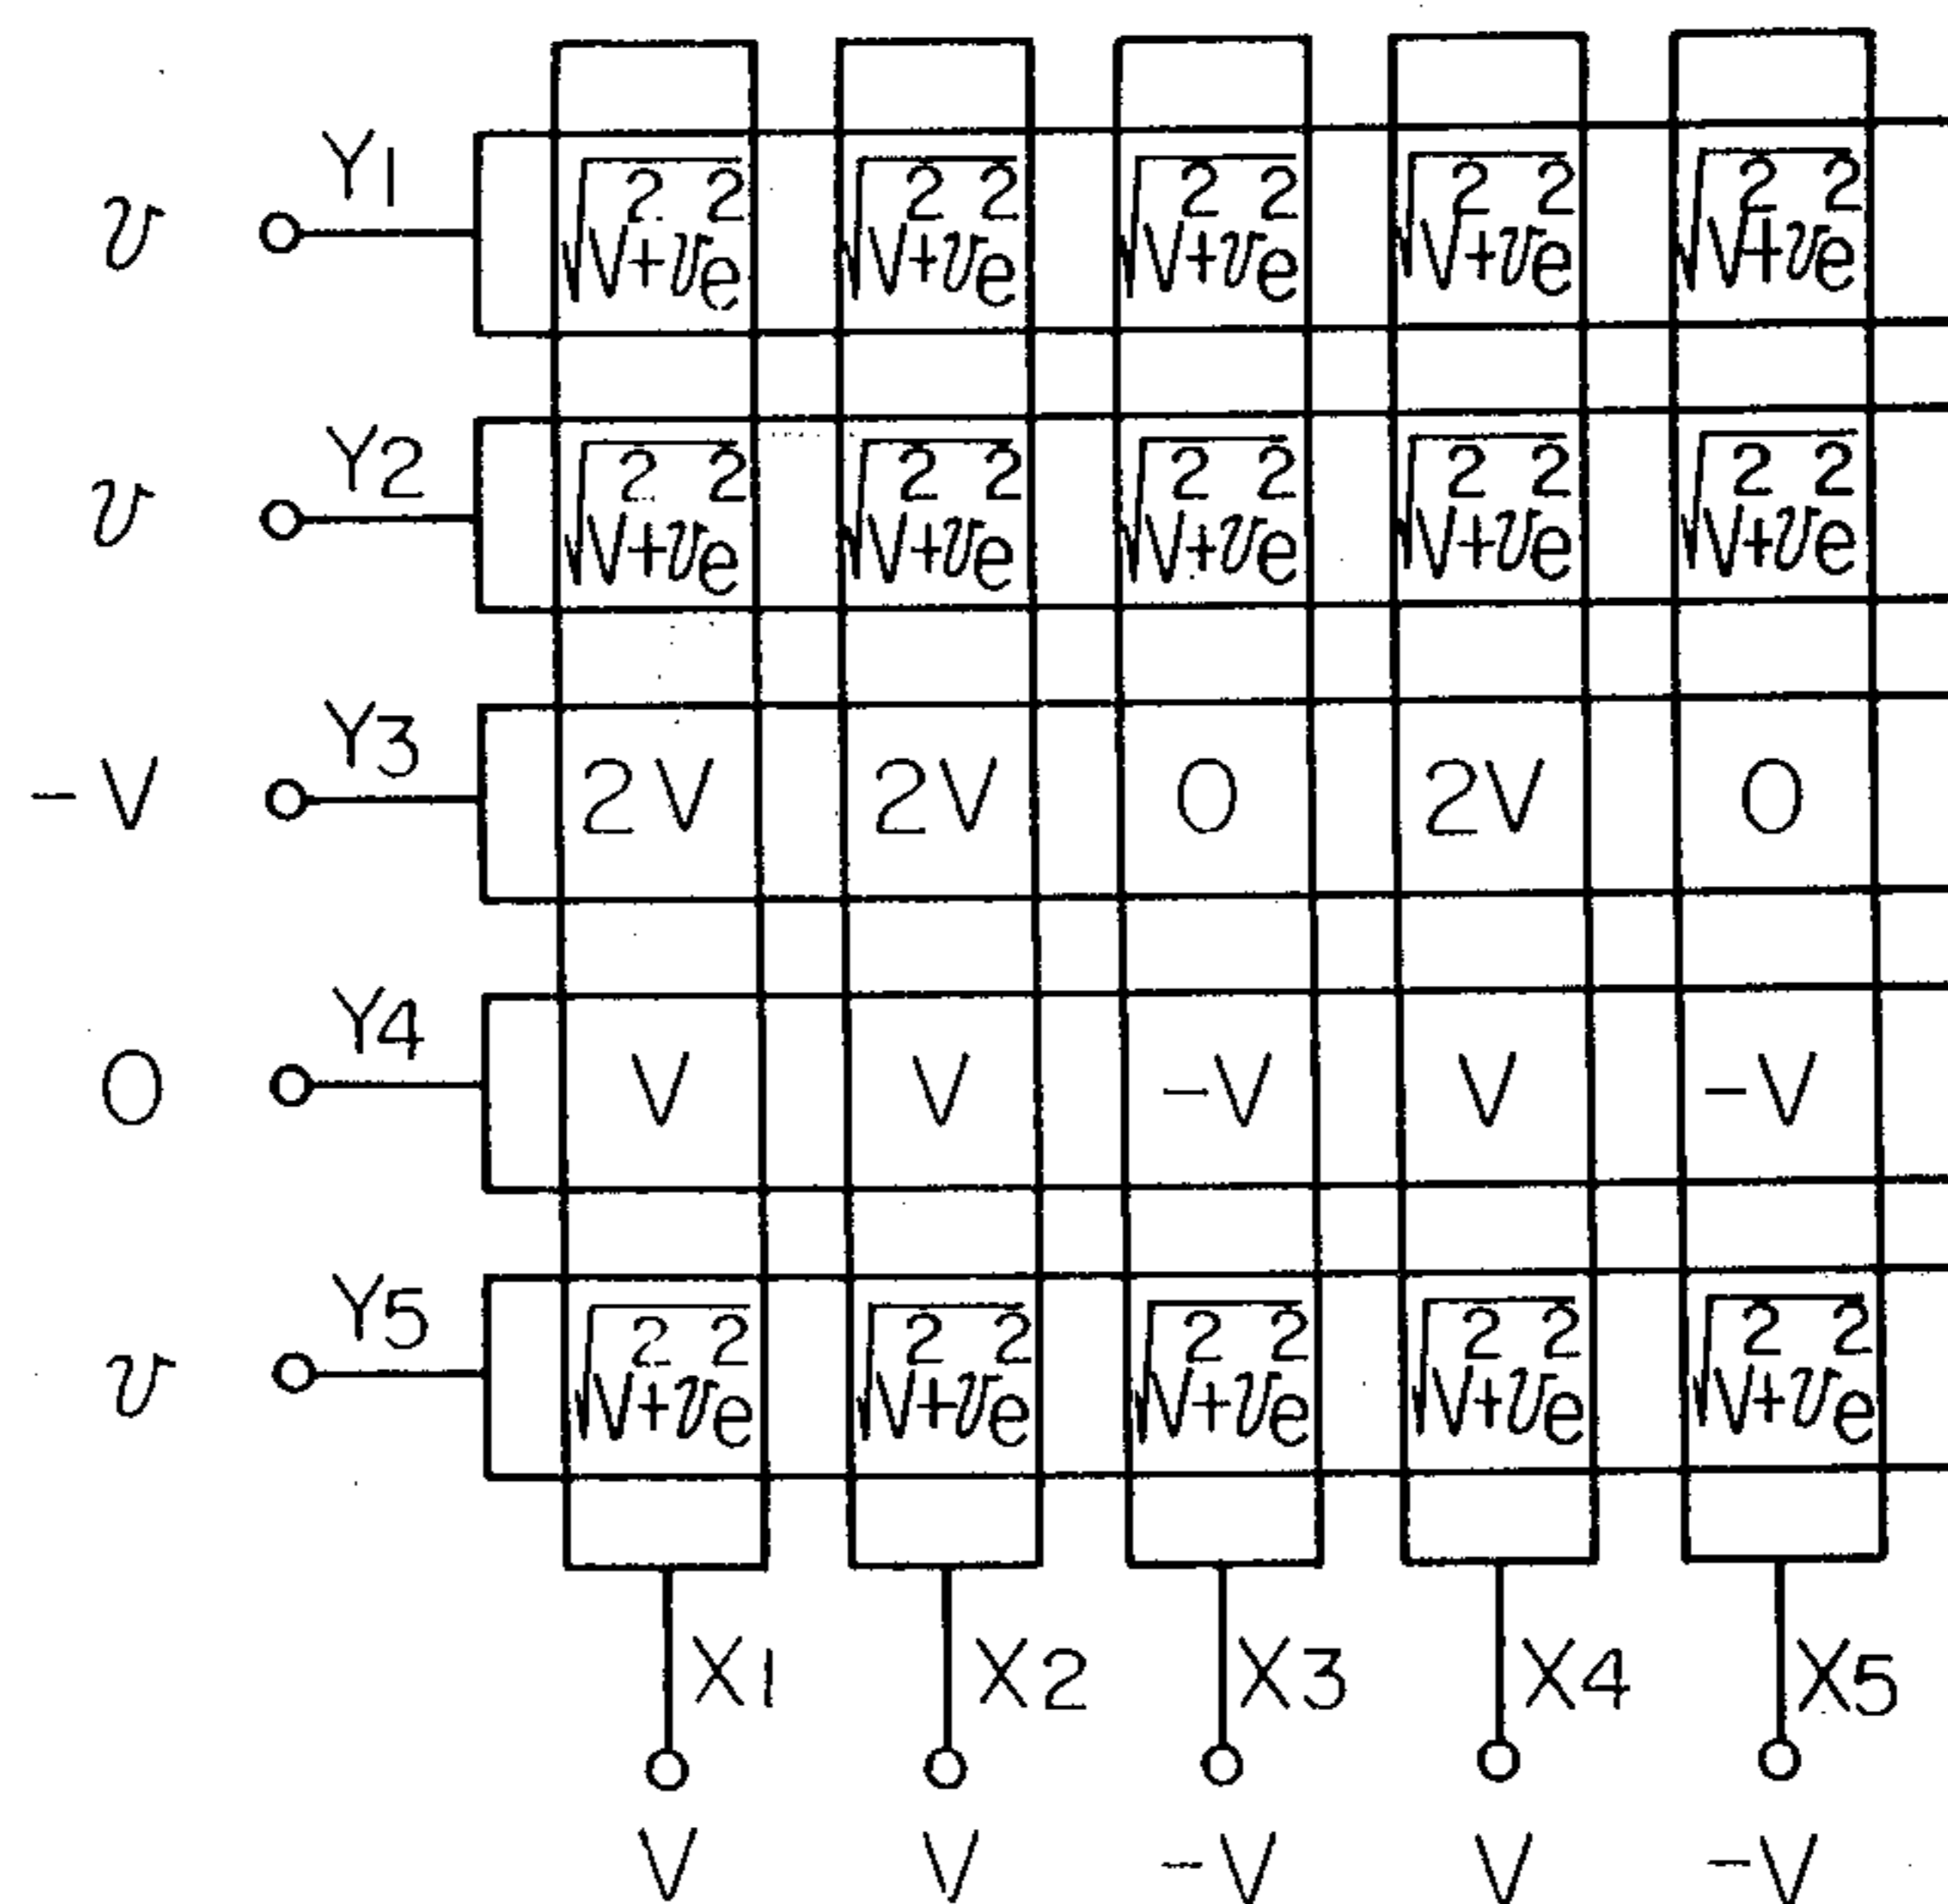 Y1
v √V²+ve² √V²+ve² √V²+ve² √V²+ve² √V²+ve²
Y2
v √V²+ve² √V²+ve² √V²+ve² √V²+ve² √V²+ve²
Y3
-V 2V 2V 0 2V 0
Y4
0 V V -V V -V
Y5
v √V²+ve² √V²+ve² √V²+ve² √V²+ve² √V²+ve²
X1 X2 X3 X4 X5
V V -V V -V